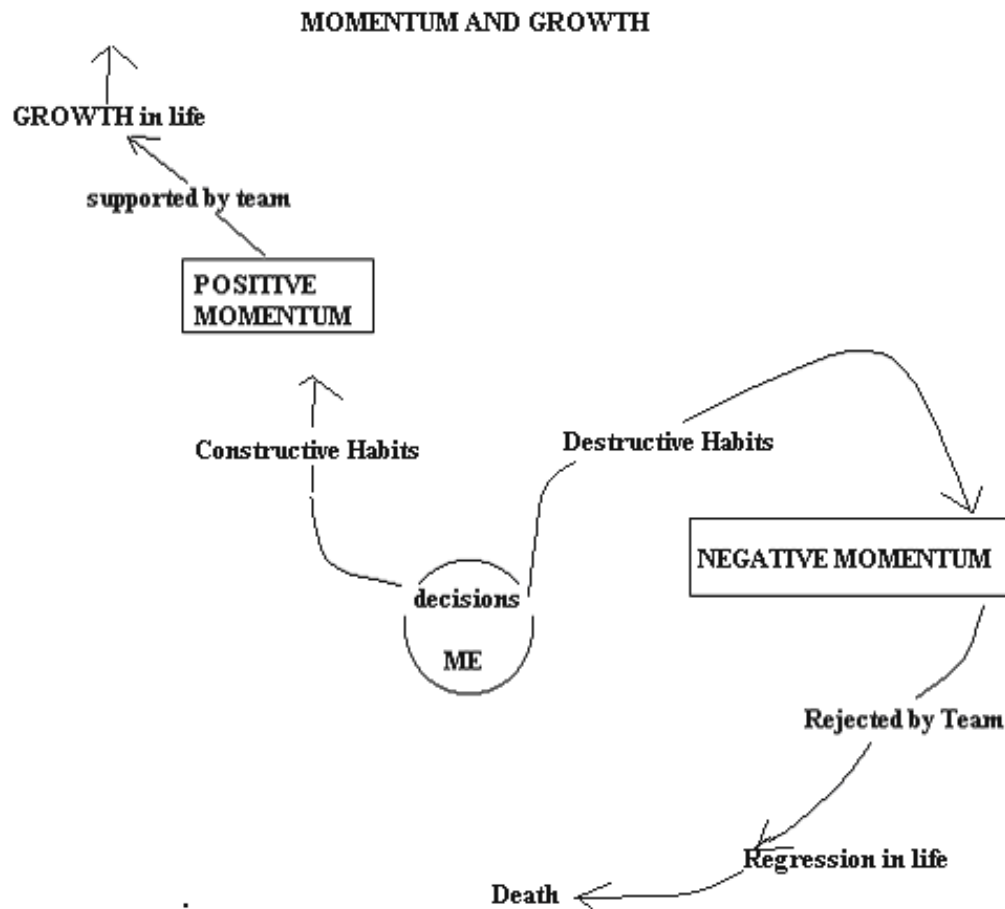 MOMENTUM AND GROWTH
GROWTH in life
supported by team
POSITIVE
MOMENTUM
Constructive Habits
Destructive Habits
NEGATIVE MOMENTUM
decisions
ME
Rejected by Team
Regression in life
Death
.